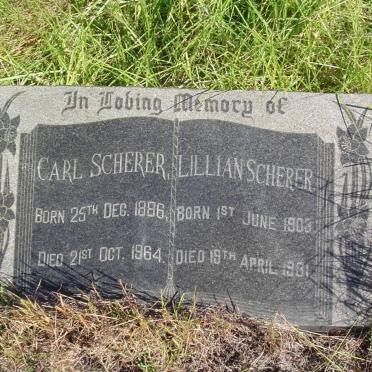 In Loving Memory of
CARL SCHERER,
BORN 25TH DEC. 1886,
DIED 21ST OCT. 1964.
LILLIAN SCHERER
BORN 1ST JUNE 1903
DIED 19TH APRIL 1981.